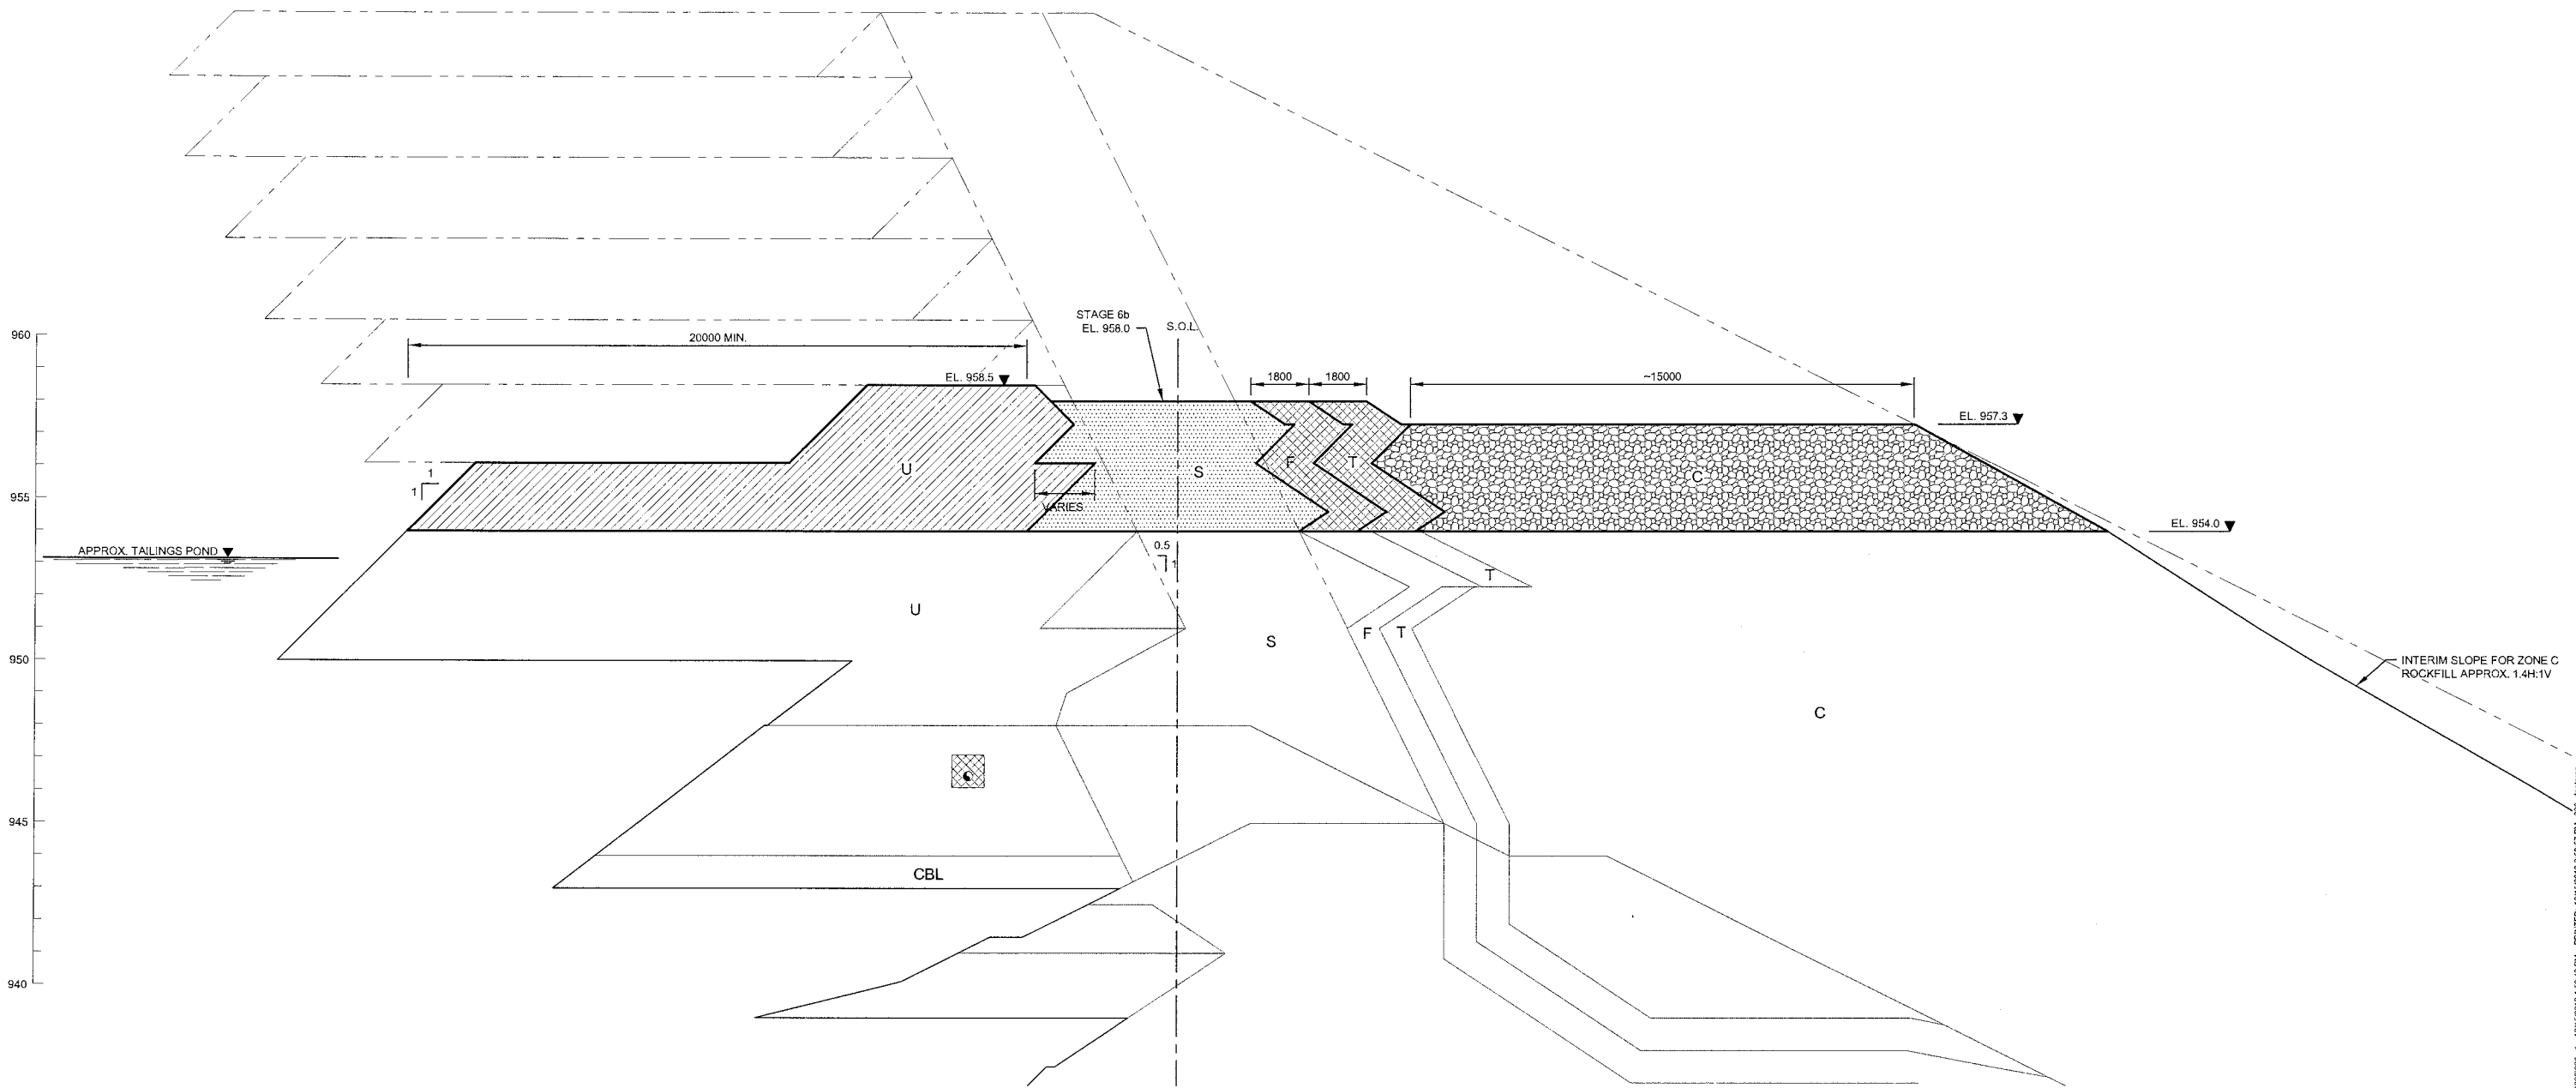 STAGE 6b
EL. 958.0
S.O.L.
960
20000 MIN.
EL. 958.5
1800
1800
~15000
EL. 957.3
U
S
F
T
C
1
1
955
VARIES
EL. 954.0
APPROX. TAILINGS POND
0.5
1
T
U
S
F
T
950
INTERIM SLOPE FOR ZONE C
ROCKFILL APPROX. 1.4H:1V
C
945
CBL
940